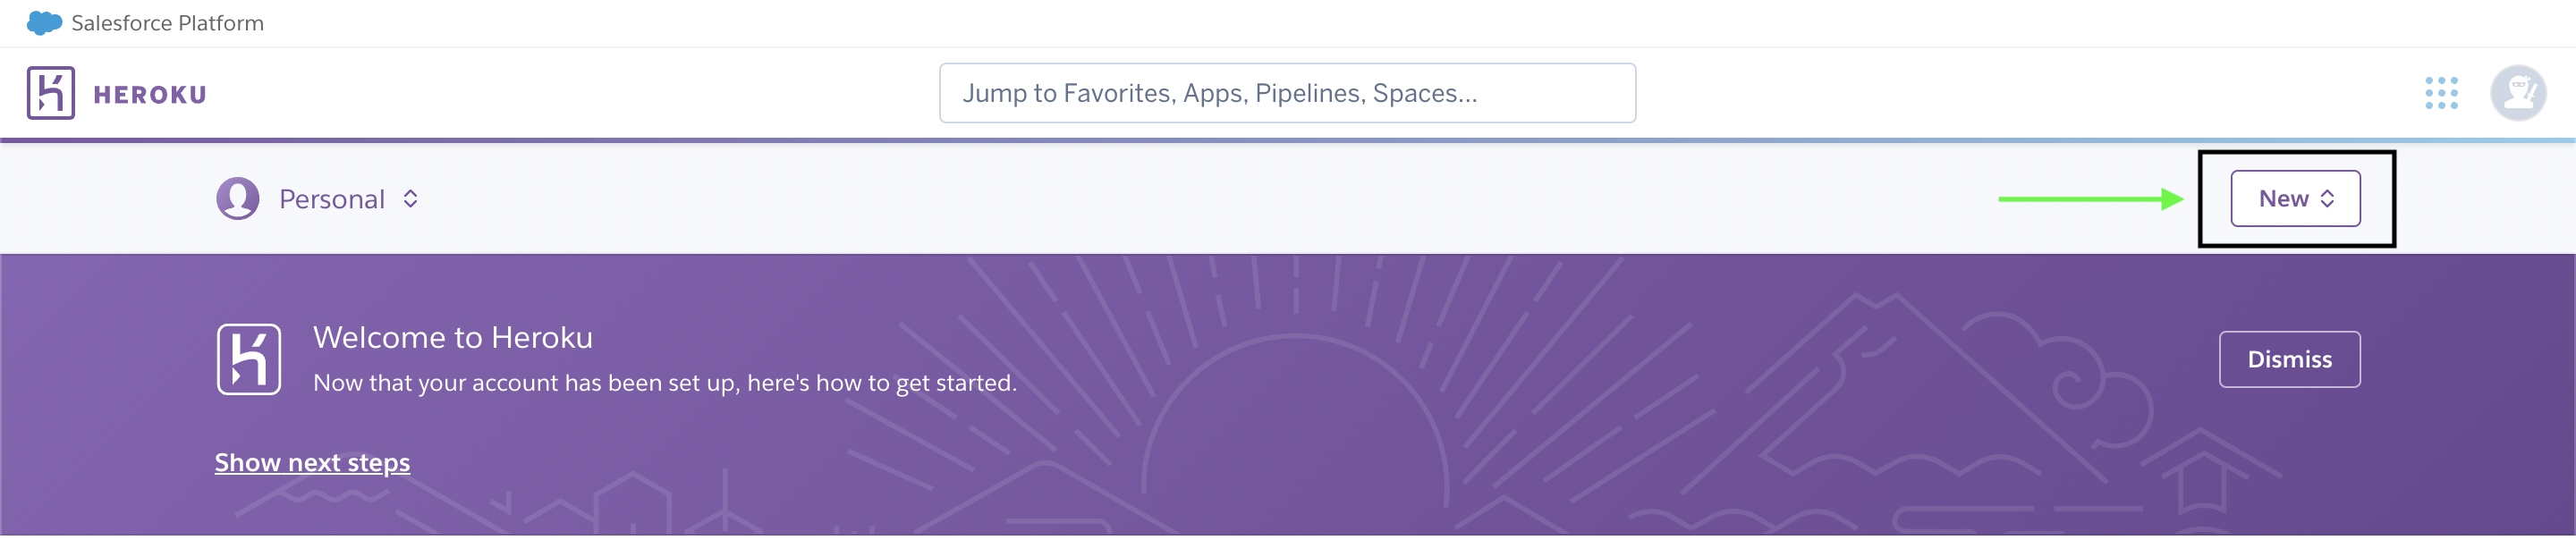 Salesforce Platform
HEROKU
Jump to Favorites, Apps, Pipelines, Spaces...
Personal
New
Welcome to Heroku
Now that your account has been set up, here's how to get started.
Dismiss
Show next steps